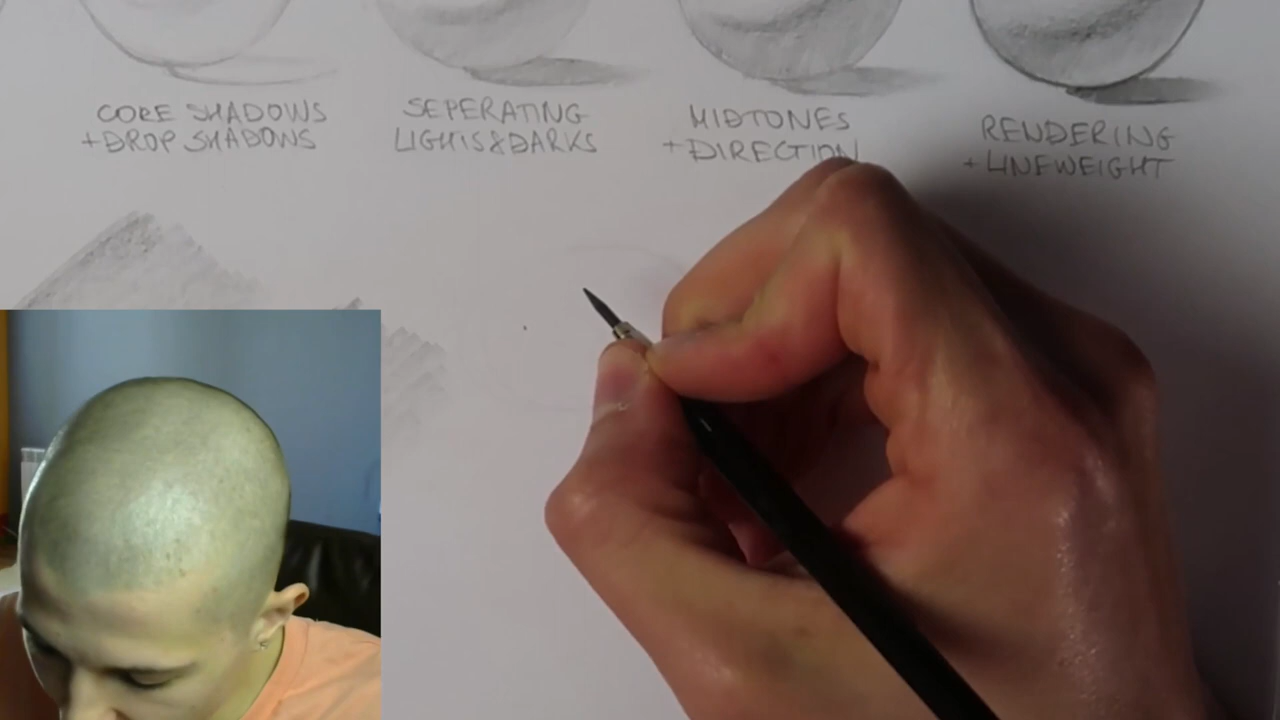 CORE SHADOWS
+DROP SHADOWS
SEPERATING
LIGHTS&DARKS
MIDTONES
+DIRECTION
RENDERING
+LINEWEIGHT